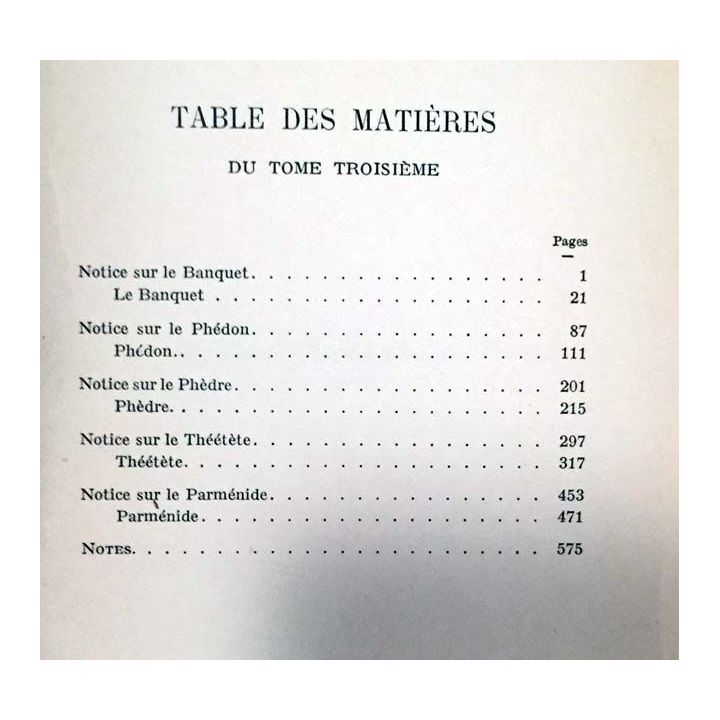 TABLE DES MATIÈRES
DU TOME TROISIÈME
Pages
Notice sur le Banquet. . . . . . . . . . . . . . . . . . . . 1
Le Banquet . . . . . . . . . . . . . . . . . . . . . . . 21
Notice sur le Phédon. . . . . . . . . . . . . . . . . . . . 87
Phédon.. . . . . . . . . . . . . . . . . . . . . . . . . 111
Notice sur le Phèdre. . . . . . . . . . . . . . . . . . . . 201
Phèdre. . . . . . . . . . . . . . . . . . . . . . . . . 215
Notice sur le Théétète. . . . . . . . . . . . . . . . . . . . 297
Théétète. . . . . . . . . . . . . . . . . . . . . . . . . 317
Notice sur le Parménide. . . . . . . . . . . . . . . . . . . 453
Parménide. . . . . . . . . . . . . . . . . . . . . . . . 471
NOTES. . . . . . . . . . . . . . . . . . . . . . . . . . . . 575